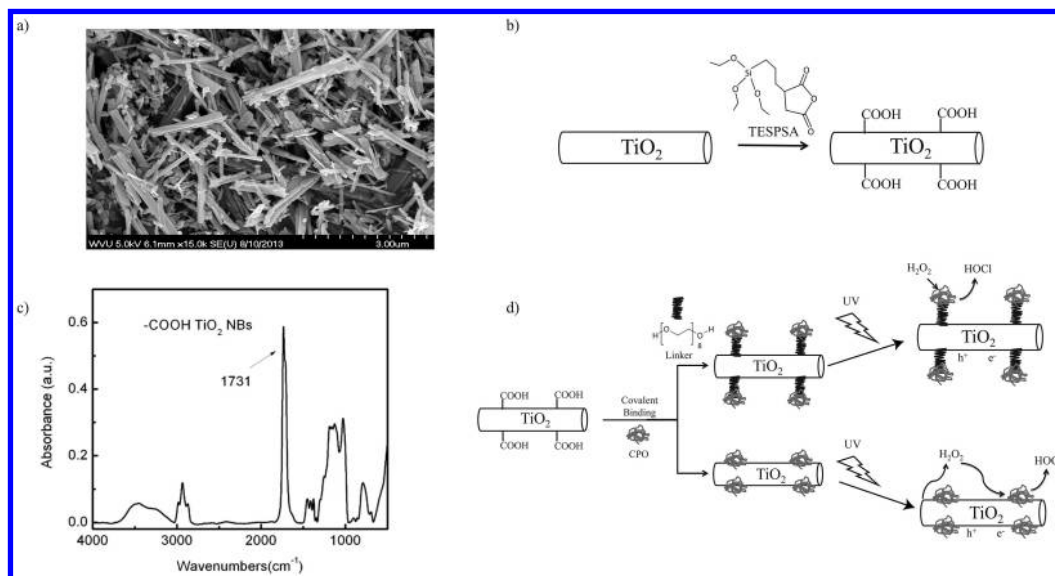 a)
WVU 5.0kV 6.1mm x15.0k SE(U) 8/10/2013
3.00um
b)
O
Si
O
O
O
O
O
TESPSA
TiO2
COOH
COOH
TiO2
COOH
COOH
c)
-COOH TiO2 NBs
1731
Absorbance (a.u.)
0.6
0.4
0.2
0.0
4000
3000
2000
1000
Wavenumbers(cm-1)
d)
COOH
COOH
TiO2
COOH
COOH
Covalent
Binding
CPO
H
O
O
H
8
Linker
TiO2
UV
H2O2
HOCl
TiO2
h+
e-
TiO2
UV
H2O2
HOC
TiO2
h+
e-